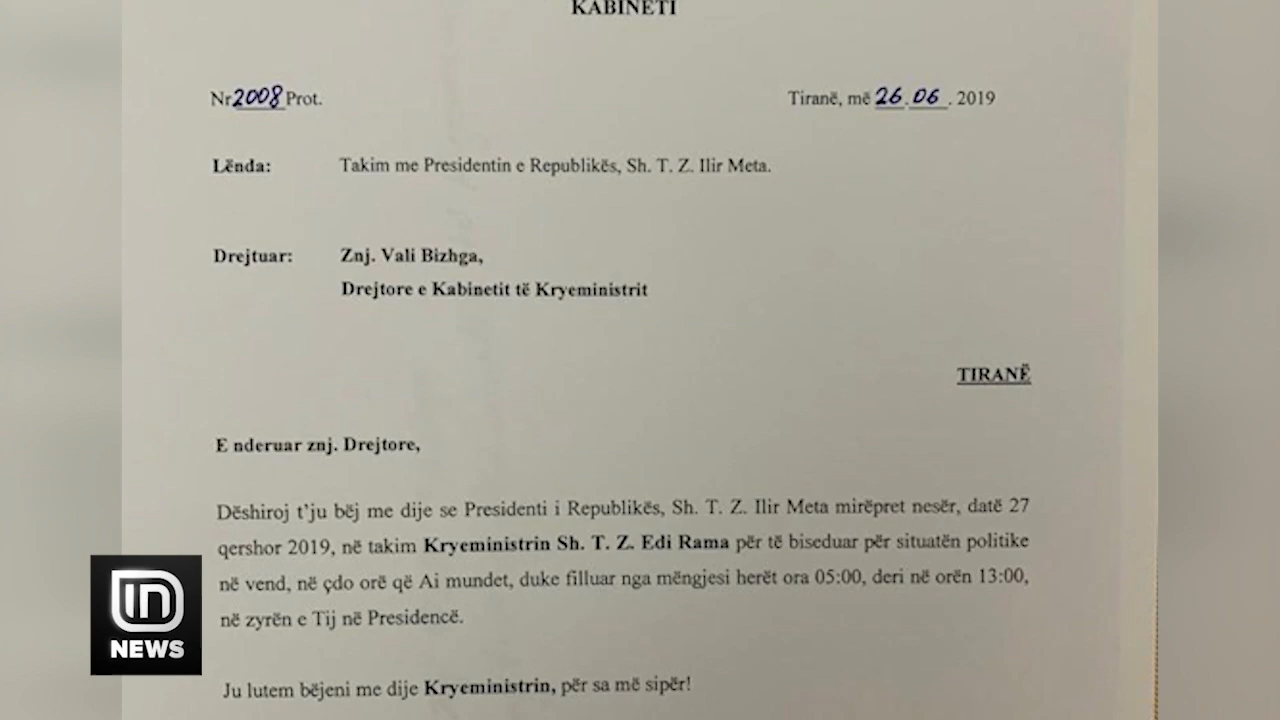 KABINETI
Nr 2008 Prot.
Tiranë, më 26.06.2019
Lënda: Takim me Presidentin e Republikës, Sh. T. Z. Ilir Meta.
Drejtuar: Znj. Vali Bizhga,
Drejtore e Kabinetit të Kryeministrit
TIRANË
E nderuar znj. Drejtore,
Dëshiroj t'ju bëj me dije se Presidenti i Republikës, Sh. T. Z. Ilir Meta mirëpret nesër, datë 27
qershor 2019, në takim Kryeministrin Sh. T. Z. Edi Rama për të biseduar për situatën politike
në vend, në çdo orë që Ai mundet, duke filluar nga mëngjesi herët ora 05:00, deri në orën 13:00,
në zyrën e Tij në Presidencë.
Ju lutem bëjeni me dije Kryeministrin, për sa më sipër!
IN
NEWS